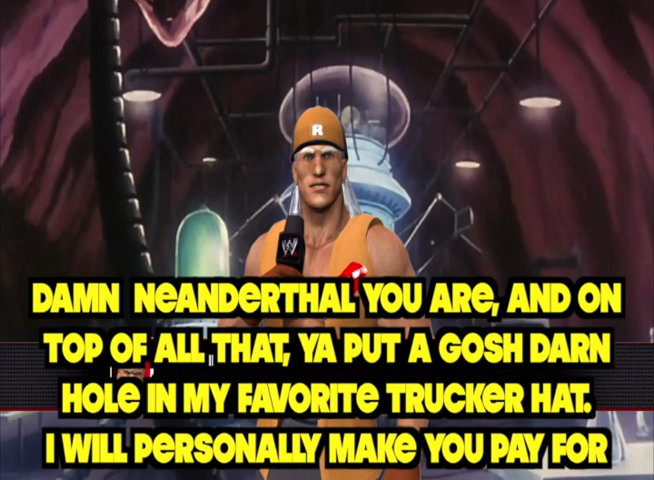 R
W
DAMN NEANDERTHAL YOU ARE, AND ON
TOP OF ALL THAT, YA PUT A GOSH DARN
HOLE IN MY FAVORITE TRUCKER HAT.
I WILL PERSONALLY MAKE YOU PAY FOR